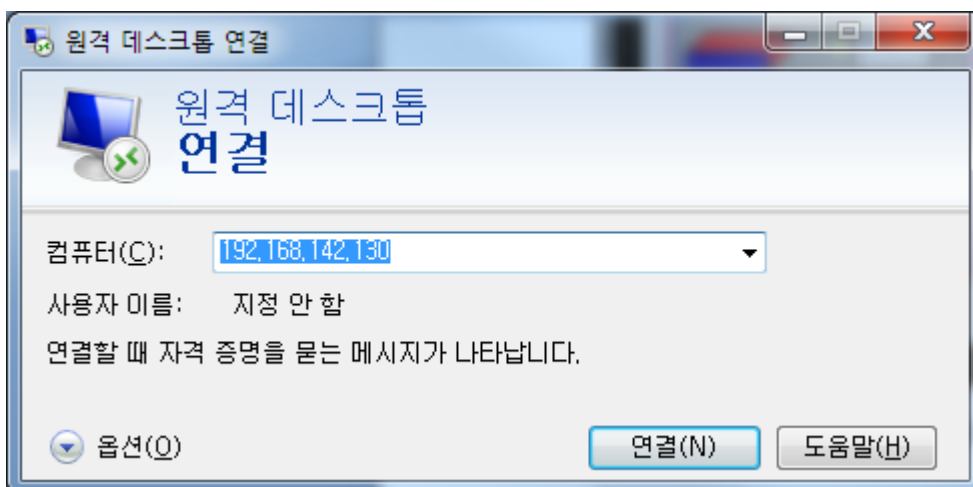 원격 데스크톱 연결
원격 데스크톱
연결
컴퓨터(C): 192.168.142.130
사용자 이름: 지정 안 함
연결할 때 자격 증명을 묻는 메시지가 나타납니다.
옵션(O) 연결(N) 도움말(H)